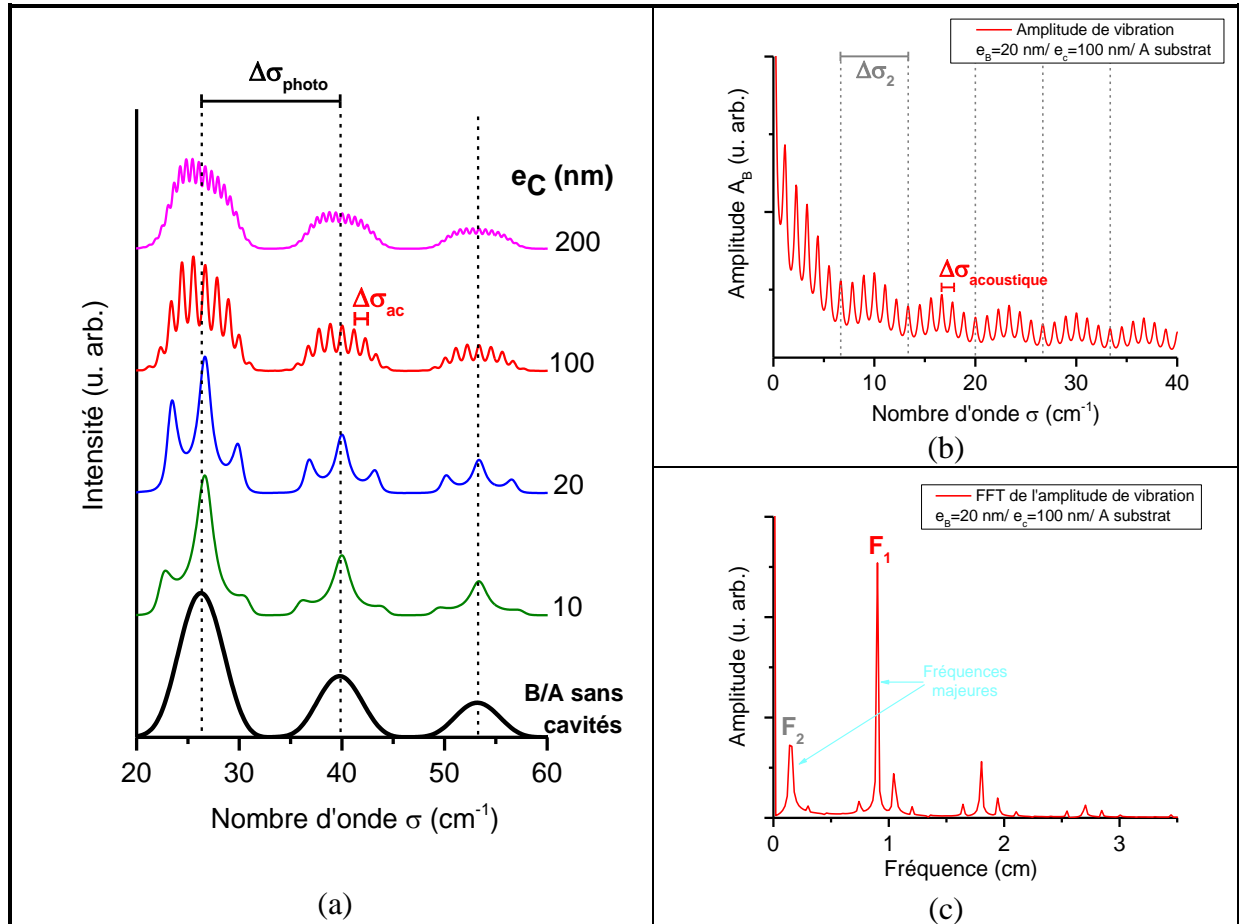 Δσphoto
eC (nm)
200
Δσac
100
20
10
B/A sans
cavités
Intensité (u. arb.)
20 30 40 50 60
Nombre d'onde σ (cm-1)
(a)
Amplitude de vibration
eB=20 nm/ ec=100 nm/ A substrat
Δσ2
Δσacoustique
Amplitude AB (u. arb.)
0 10 20 30 40
Nombre d'onde σ (cm-1)
(b)
FFT de l'amplitude de vibration
eB=20 nm/ ec=100 nm/ A substrat
F1
Fréquences
majeures
F2
Amplitude (u. arb.)
0 1 2 3
Fréquence (cm)
(c)